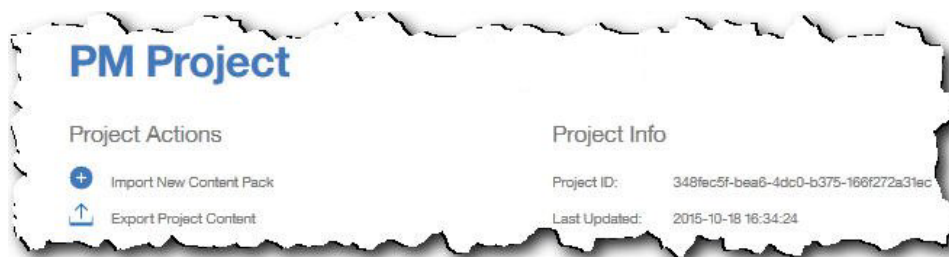 PM Project
Project Actions
Project Info
Import New Content Pack
Project ID: 348fec5f-bea6-4dc0-b375-166f272a31ec
Export Project Content
Last Updated: 2015-10-18 16:34:24